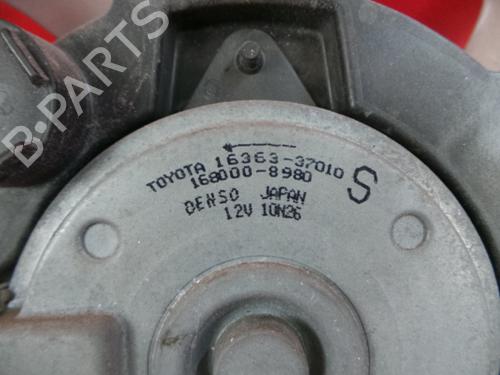 B-PARTS
TOYOTA 16363-37010
168000-8980
S
DENSO JAPAN
12V 10N26